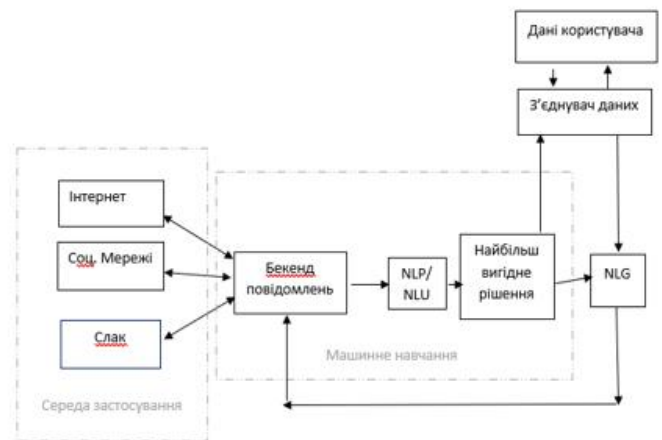 Дані користувача
З'єднувач даних
Інтернет
Соц. Мережі
Слак
Бекенд
повідомлень
NLP/
NLU
Найбільш
вигідне
рішення
NLG
Машинне навчання
Середа застосування